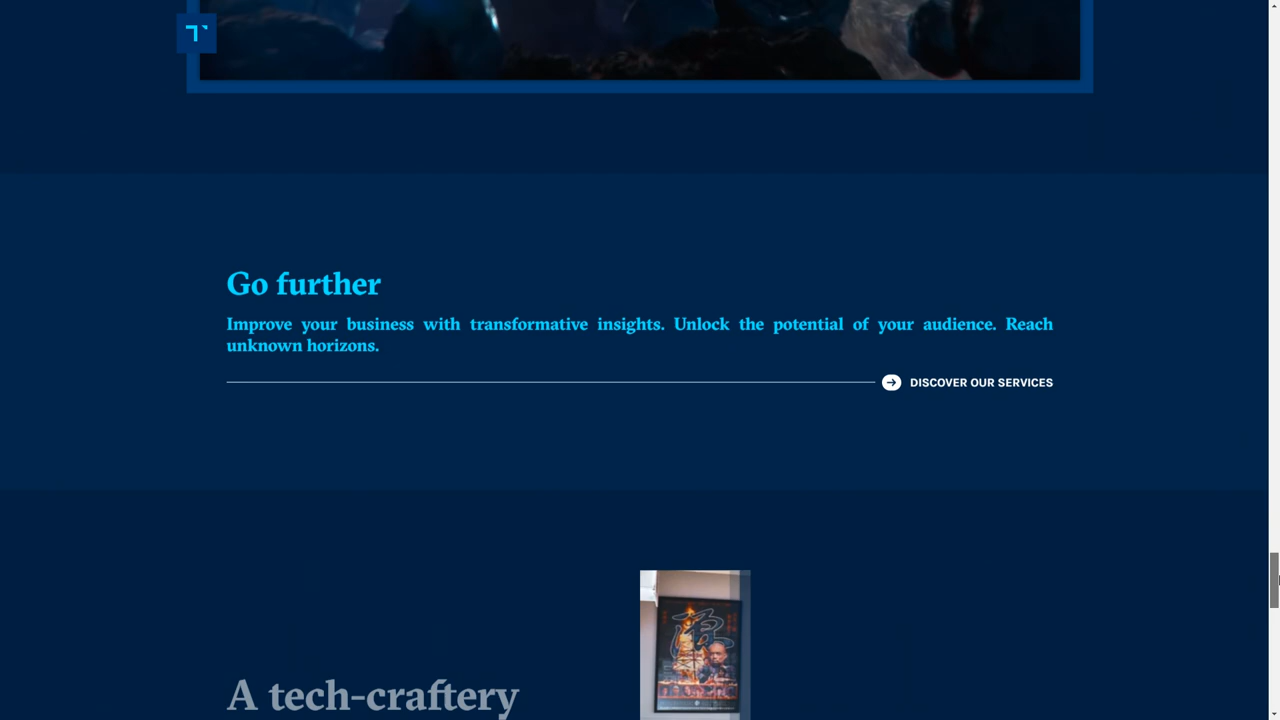 Go further
Improve your business with transformative insights. Unlock the potential of your audience. Reach
unknown horizons.
DISCOVER OUR SERVICES
A tech-craftery